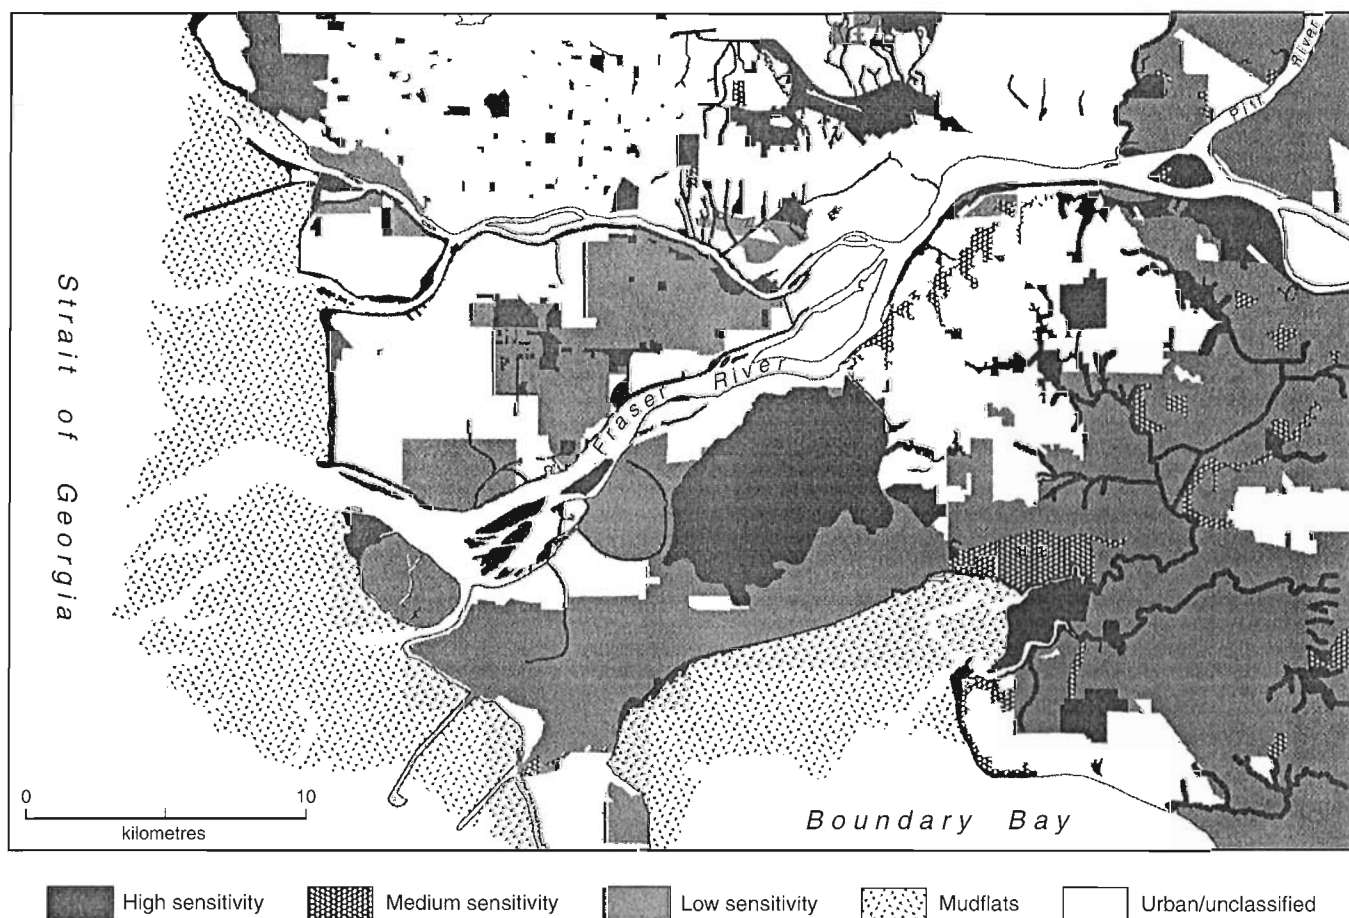 Pitt River
Strait of Georgia
Fraser River
Boundary Bay
0 10
kilometres
High sensitivity
Medium sensitivity
Low sensitivity
Mudflats
Urban/unclassified